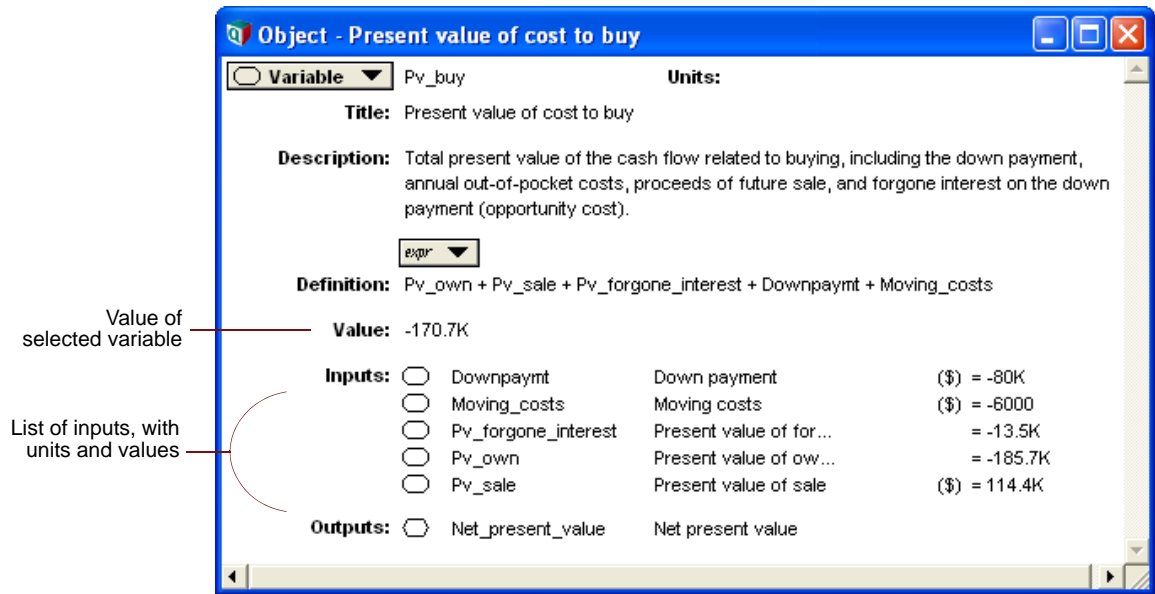 Object - Present value of cost to buy
Variable Pv_buy Units:
Title: Present value of cost to buy
Description: Total present value of the cash flow related to buying, including the down payment,
annual out-of-pocket costs, proceeds of future sale, and forgone interest on the down
payment (opportunity cost).
expr
Definition: Pv_own + Pv_sale + Pv_forgone_interest + Downpaymt + Moving_costs
Value of
selected variable
Value: -170.7K
Inputs: Downpaymt Down payment ($) = -80K
Moving_costs Moving costs ($) = -6000
Pv_forgone_interest Present value of for... = -13.5K
Pv_own Present value of ow... = -185.7K
Pv_sale Present value of sale ($) = 114.4K
List of inputs, with
units and values
Outputs: Net_present_value Net present value